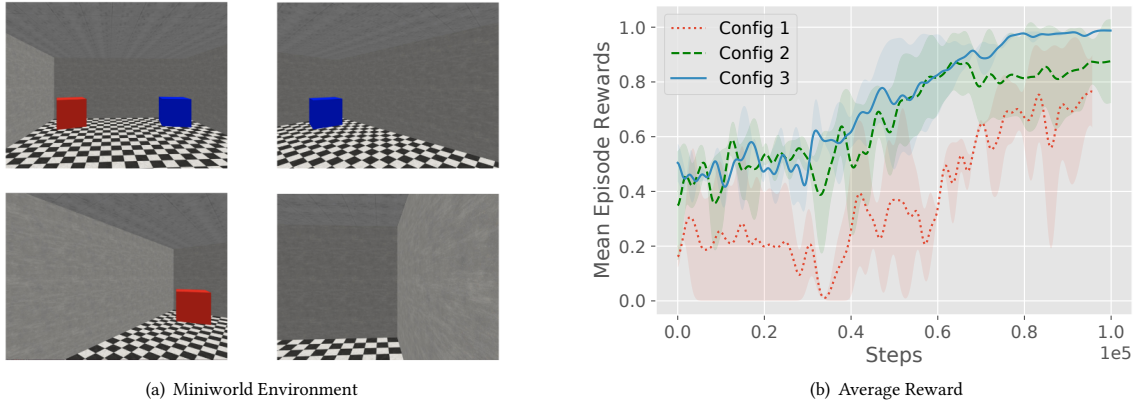 1.0
0.8
0.6
0.4
0.2
0.0
Mean Episode Rewards
Config 1
Config 2
Config 3
0.0 0.2 0.4 0.6 0.8 1.0
Steps
1e5
(a) Miniworld Environment
(b) Average Reward